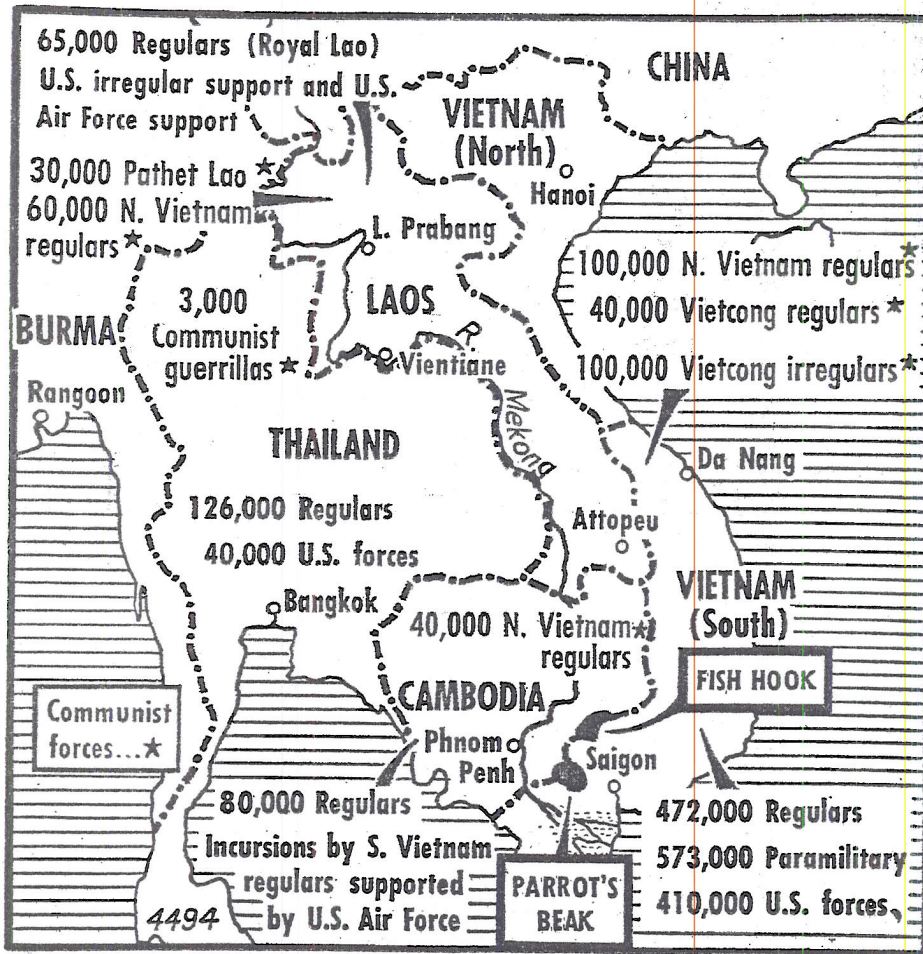 65,000 Regulars (Royal Lao)
U.S. irregular support and U.S.
Air Force support
CHINA
VIETNAM
(North)
Hanoi
30,000 Pathet Lao ★
60,000 N. Vietnam
regulars ★
L. Prabang
100,000 N. Vietnam regulars ★
40,000 Vietcong regulars ★
100,000 Vietcong irregulars ★
3,000
Communist
guerrillas ★
LAOS
BURMA
Rangoon
Vientiane
R.
Mekong
THAILAND
126,000 Regulars
40,000 U.S. forces
Da Nang
Attopeu
Bangkok
VIETNAM
(South)
40,000 N. Vietnam ★
regulars
FISH HOOK
CAMBODIA
Communist
forces...★
Phnom
Penh
Saigon
80,000 Regulars
Incursions by S. Vietnam
regulars supported
by U.S. Air Force
472,000 Regulars
573,000 Paramilitary
410,000 U.S. forces
PARROT'S
BEAK
4494